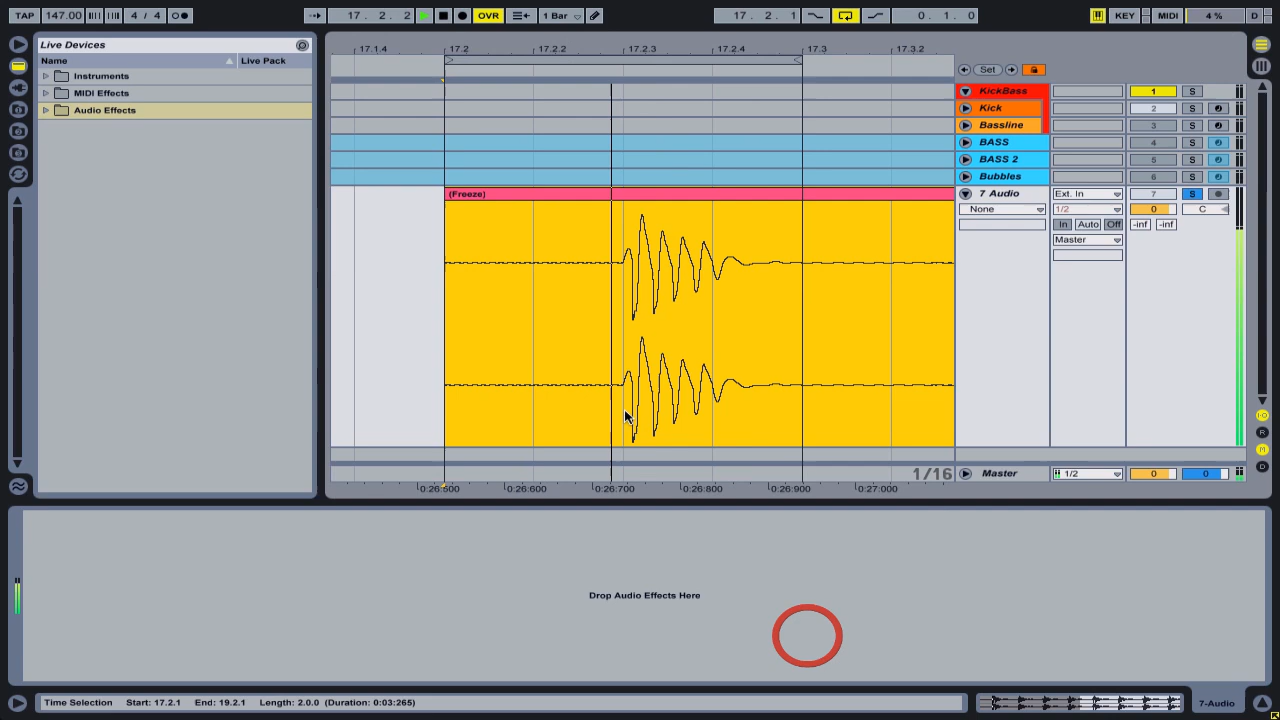 TAP 147.00 4 / 4 17 . 2 . 2 OVR 1 Bar 17 . 2 . 1 0 . 1 . 0 KEY MIDI 4 % D
Live Devices
Name Live Pack
Instruments
MIDI Effects
Audio Effects
17.1.4 17.2 17.2.2 17.2.3 17.2.4 17.3 17.3.2
Set
KickBass 1 S
Kick 2 S
Bassline 3 S
BASS 4 S
BASS 2 5 S
Bubbles 6 S
(Freeze) 7 Audio Ext. In 7 S
None 1/2 0 C
In Auto Off -inf -inf
Master
1/16 Master 1/2 0 0
0:26:500 0:26:600 0:26:700 0:26:800 0:26:900 0:27:000
I-O
R
M
D
Drop Audio Effects Here
Time Selection Start: 17.2.1 End: 19.2.1 Length: 2.0.0 (Duration: 0:03:265) 7-Audio